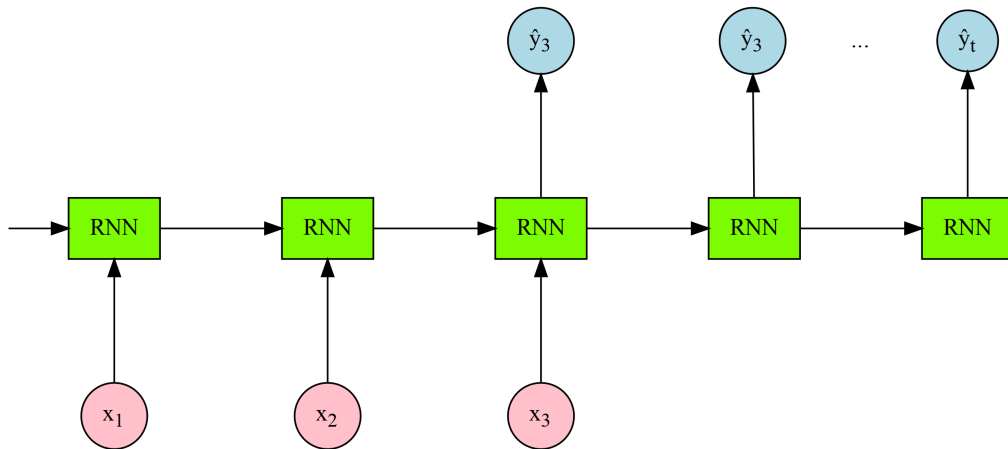 ŷ₃ ŷ₃ ... ŷₜ
RNN RNN RNN RNN RNN
x₁ x₂ x₃